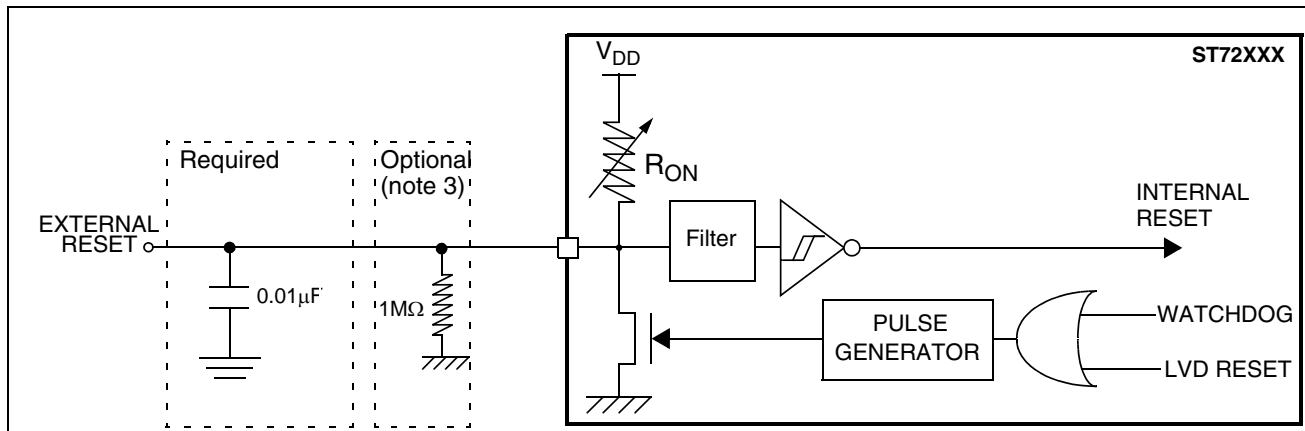 V_DD
ST72XXX
Required
Optional
(note 3)
R_ON
EXTERNAL
RESET
Filter
INTERNAL
RESET
0.01μF
1MΩ
PULSE
GENERATOR
WATCHDOG
LVD RESET